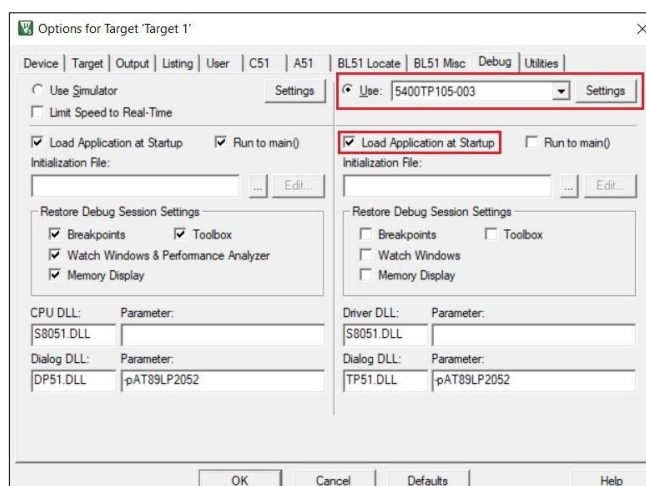 Options for Target 'Target 1'
Device Target Output Listing User C51 A51 BL51 Locate BL51 Misc Debug Utilities
Use Simulator Settings
Limit Speed to Real-Time
Use: 5400TP105-003 Settings
Load Application at Startup Run to main()
Initialization File:
... Edit...
Load Application at Startup Run to main()
Initialization File:
... Edit...
Restore Debug Session Settings
Breakpoints Toolbox
Watch Windows & Performance Analyzer
Memory Display
Restore Debug Session Settings
Breakpoints Toolbox
Watch Windows
Memory Display
CPU DLL: Parameter:
S8051.DLL
Dialog DLL: Parameter:
DP51.DLL -pAT89LP2052
Driver DLL: Parameter:
S8051.DLL
Dialog DLL: Parameter:
TP51.DLL -pAT89LP2052
OK Cancel Defaults Help